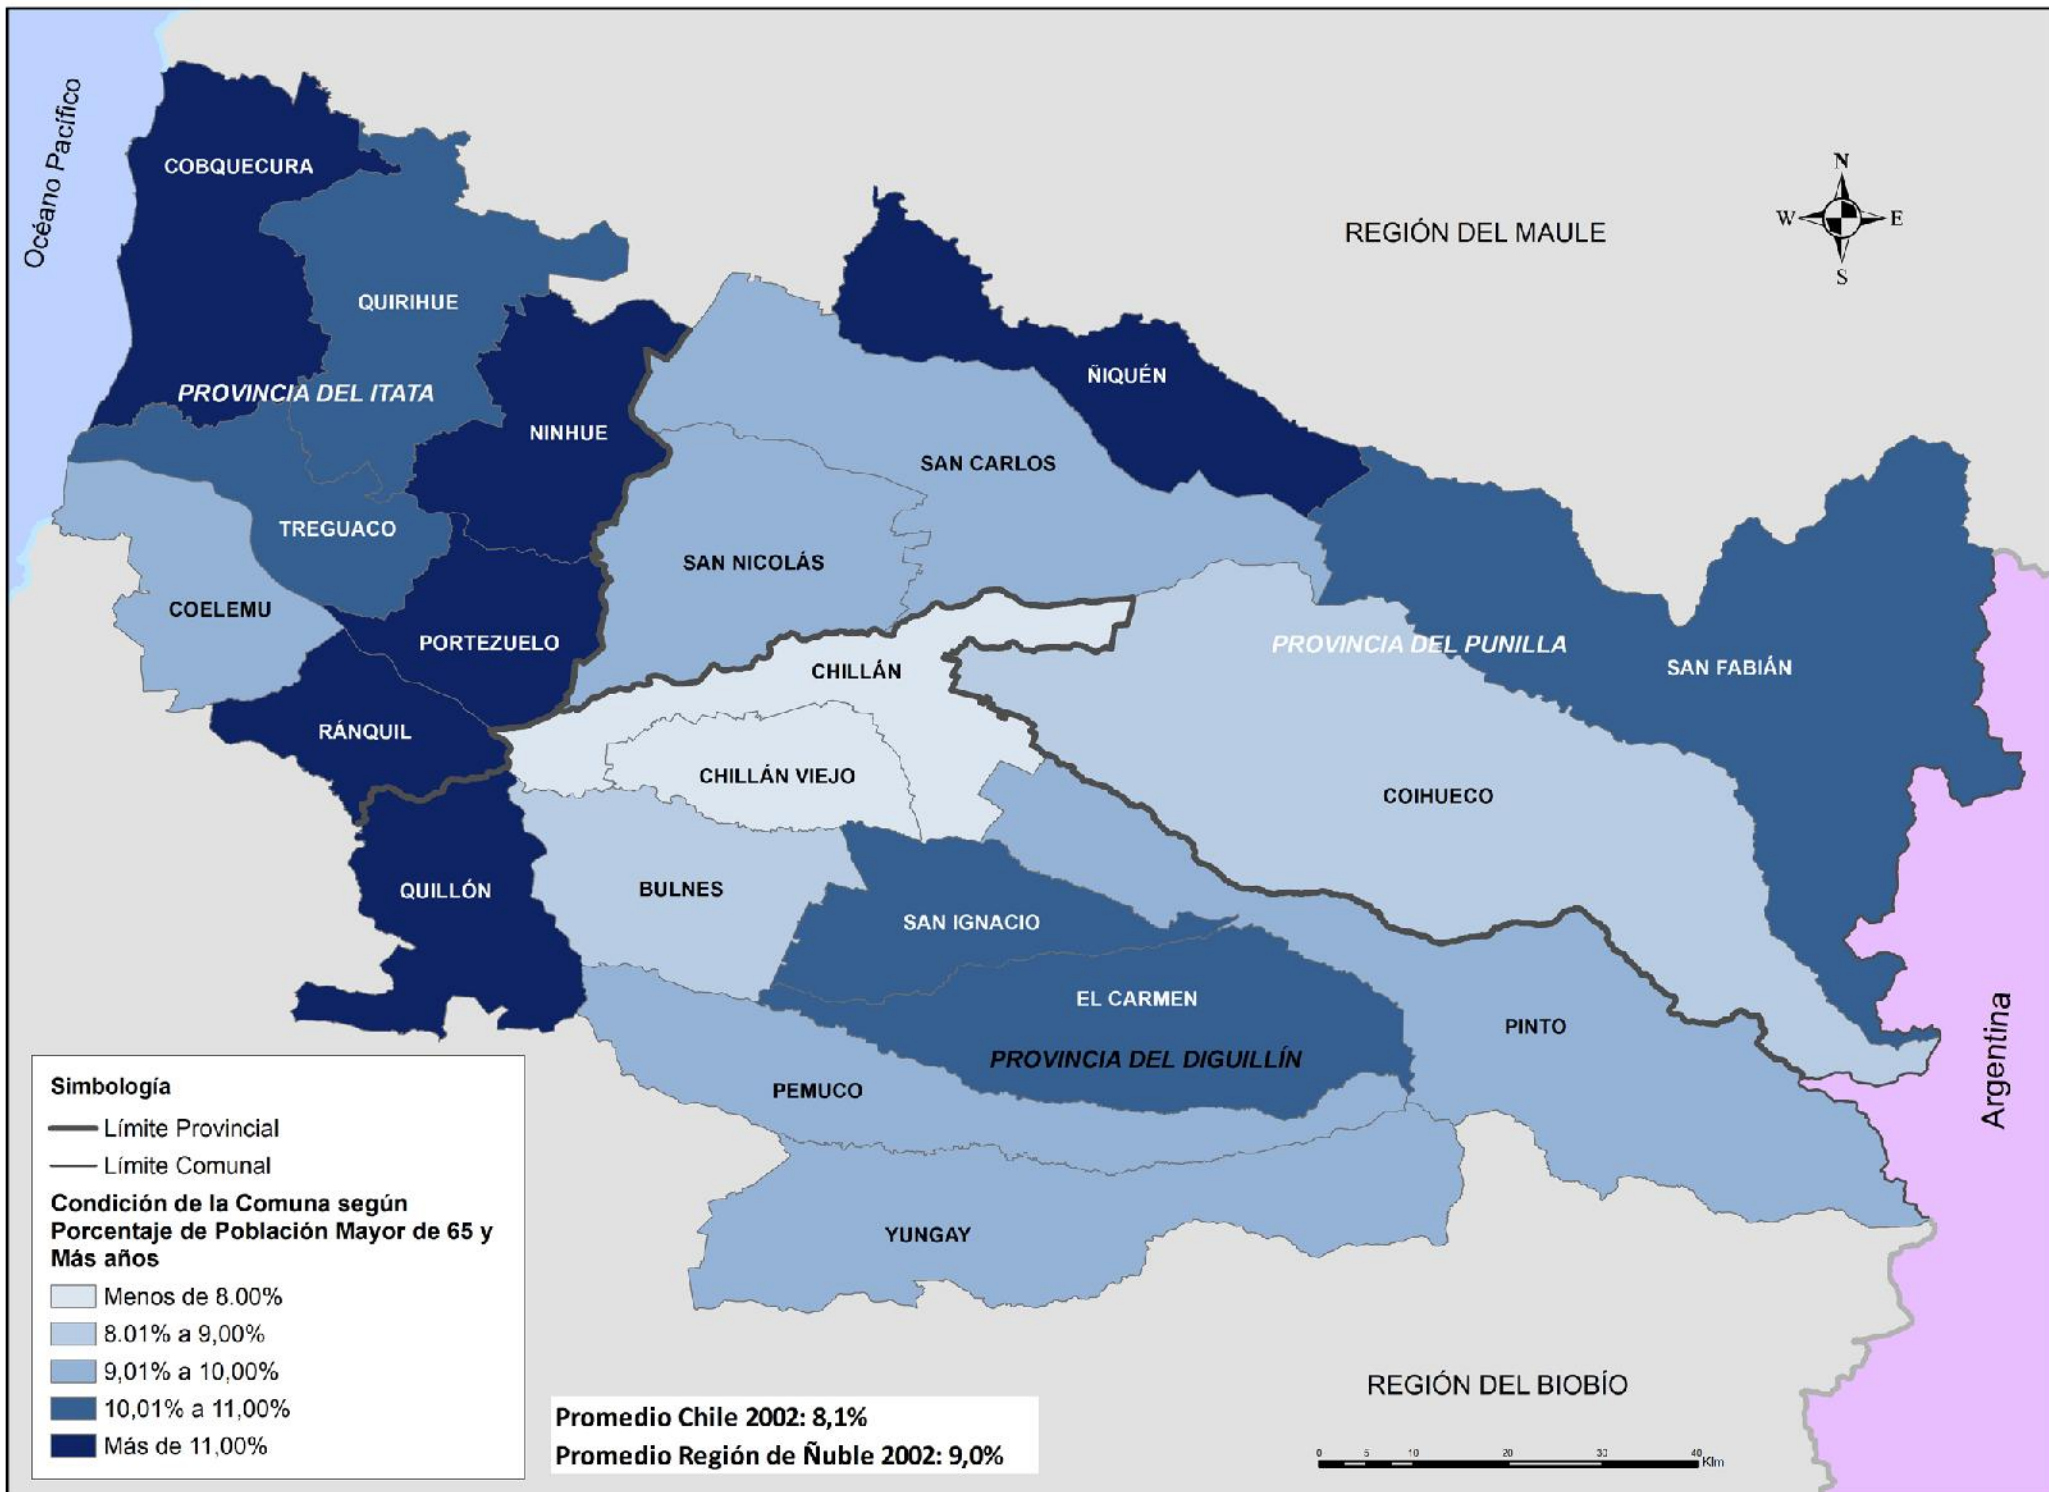 Océano Pacífico
COBQUECURA
N
W E
S
REGIÓN DEL MAULE
QUIRIHUE
ÑIQUÉN
PROVINCIA DEL ITATA
NINHUE
SAN CARLOS
TREGUACO
SAN NICOLÁS
COELEMU
PORTEZUELO
PROVINCIA DEL PUNILLA
CHILLÁN
SAN FABIÁN
RÁNQUIL
CHILLÁN VIEJO
COIHUECO
QUILLÓN
BULNES
SAN IGNACIO
EL CARMEN
PINTO
PROVINCIA DEL DIGUILLÍN
PEMUCO
Argentina
YUNGAY
Simbología
Límite Provincial
Límite Comunal
Condición de la Comuna según
Porcentaje de Población Mayor de 65 y
Más años
Menos de 8.00%
8.01% a 9,00%
9,01% a 10,00%
10,01% a 11,00%
Más de 11,00%
Promedio Chile 2002: 8,1%
Promedio Región de Ñuble 2002: 9,0%
REGIÓN DEL BIOBÍO
0 5 10 20 30 40
Klm